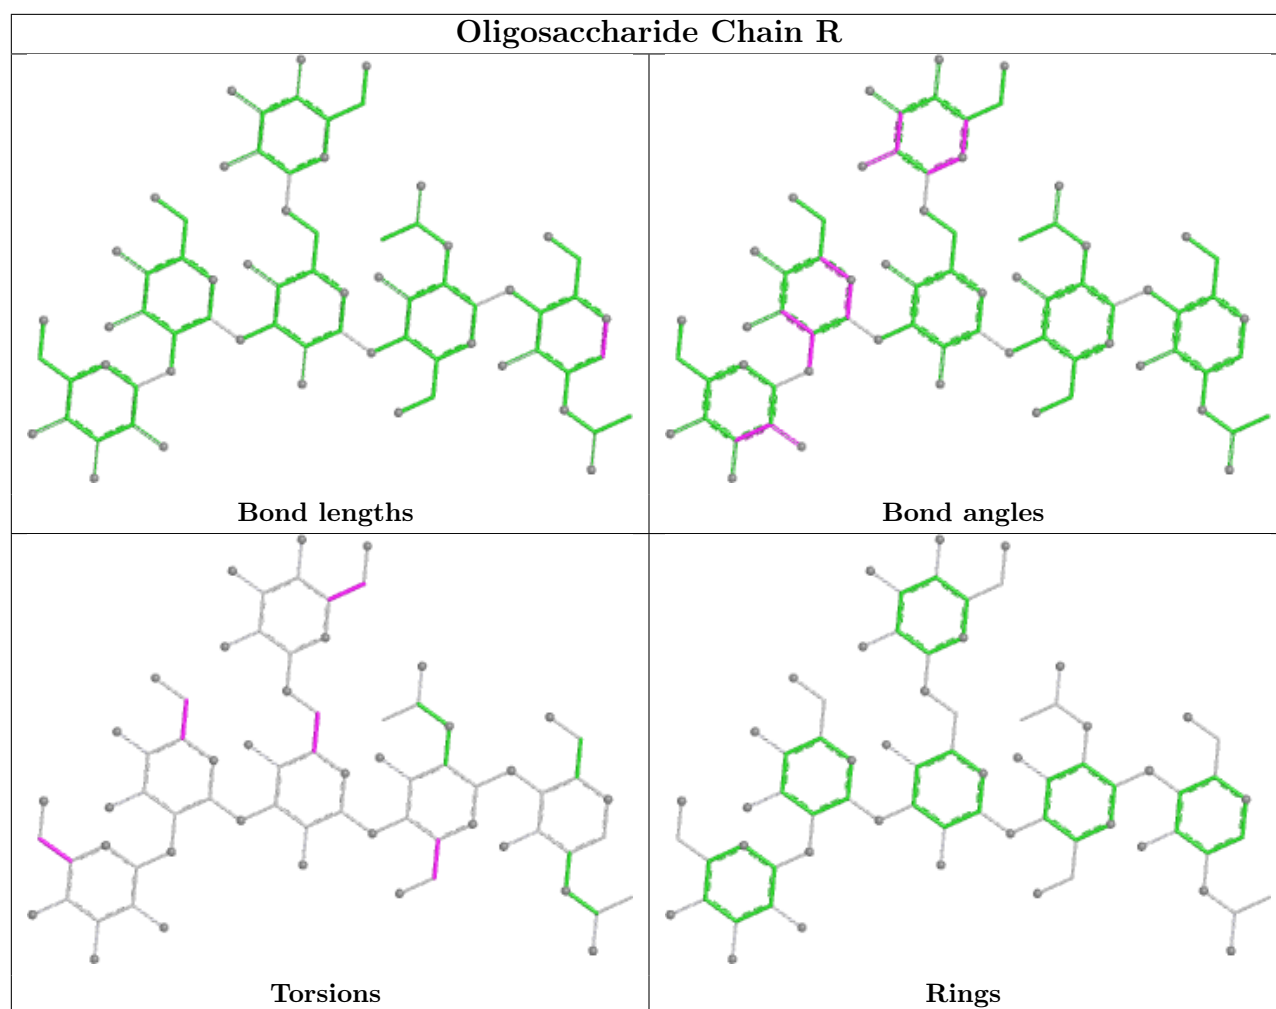 Oligosaccharide Chain R
Bond lengths
Bond angles
Torsions
Rings